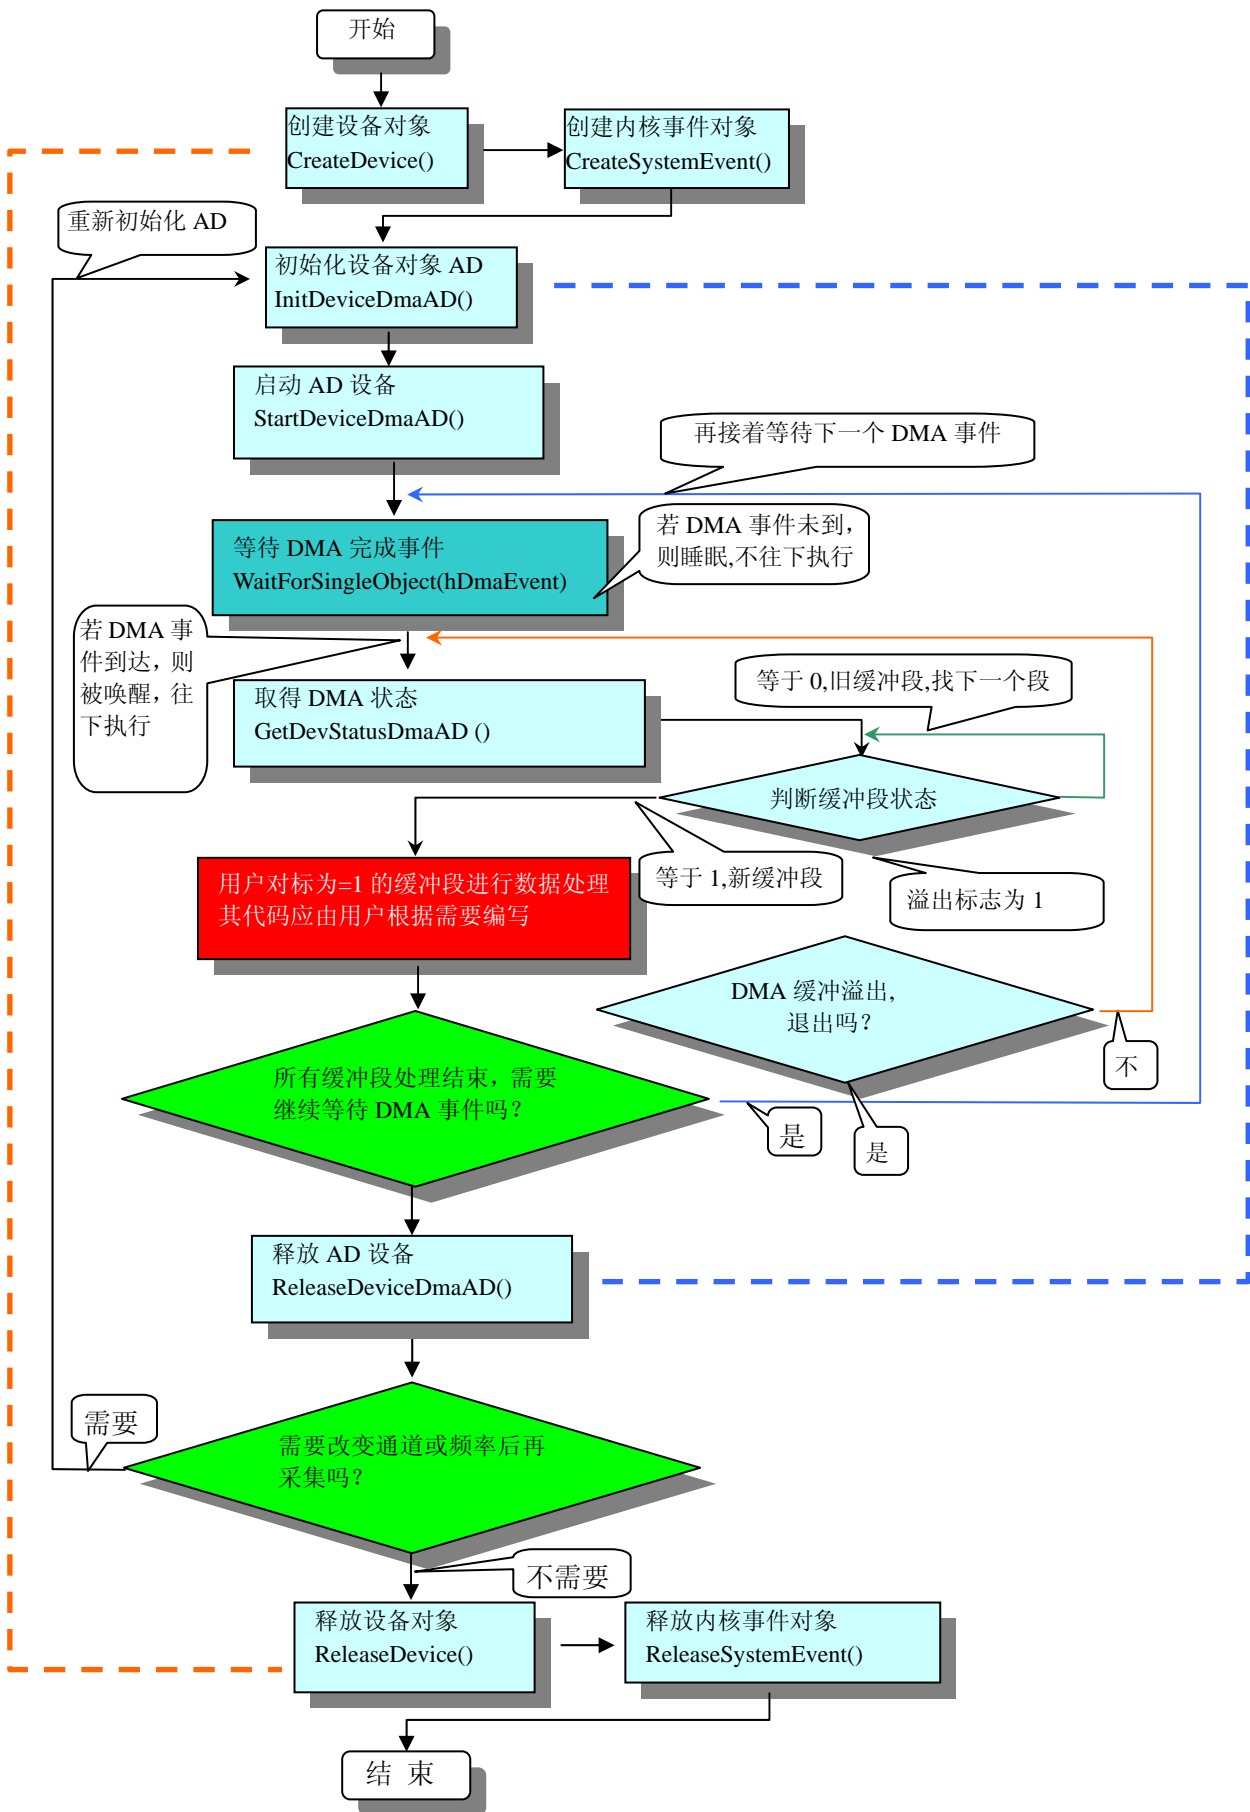 开始
创建设备对象
CreateDevice()
创建内核事件对象
CreateSystemEvent()
重新初始化 AD
初始化设备对象 AD
InitDeviceDmaAD()
启动 AD 设备
StartDeviceDmaAD()
再接着等待下一个 DMA 事件
等待 DMA 完成事件
WaitForSingleObject(hDmaEvent)
若 DMA 事件未到，
则睡眠,不往下执行
若 DMA 事
件到达，则
被唤醒，往
下执行
取得 DMA 状态
GetDevStatusDmaAD ()
等于 0,旧缓冲段,找下一个段
判断缓冲段状态
用户对标为=1 的缓冲段进行数据处理
其代码应由用户根据需要编写
等于 1,新缓冲段
溢出标志为 1
DMA 缓冲溢出,
退出吗？
不
所有缓冲段处理结束，需要
继续等待 DMA 事件吗？
是
是
释放 AD 设备
ReleaseDeviceDmaAD()
需要
需要改变通道或频率后再
采集吗？
不需要
释放设备对象
ReleaseDevice()
释放内核事件对象
ReleaseSystemEvent()
结 束